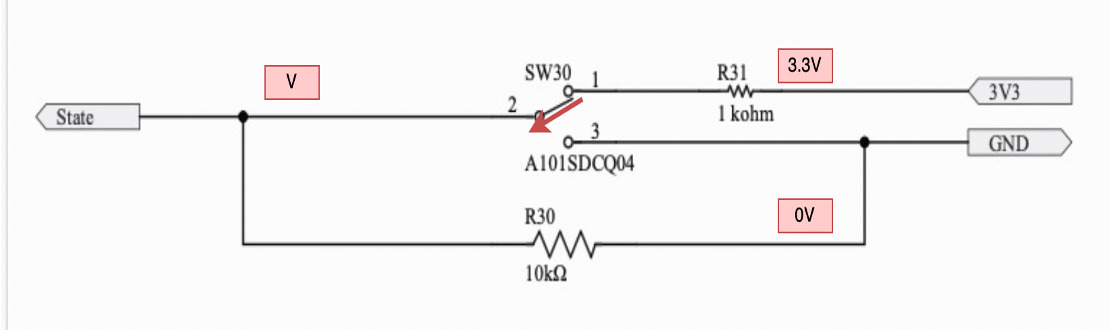 SW30
1
R31
3.3V
V
3V3
2
State
1 kohm
3
GND
A101SDCQ04
R30
0V
10kΩ